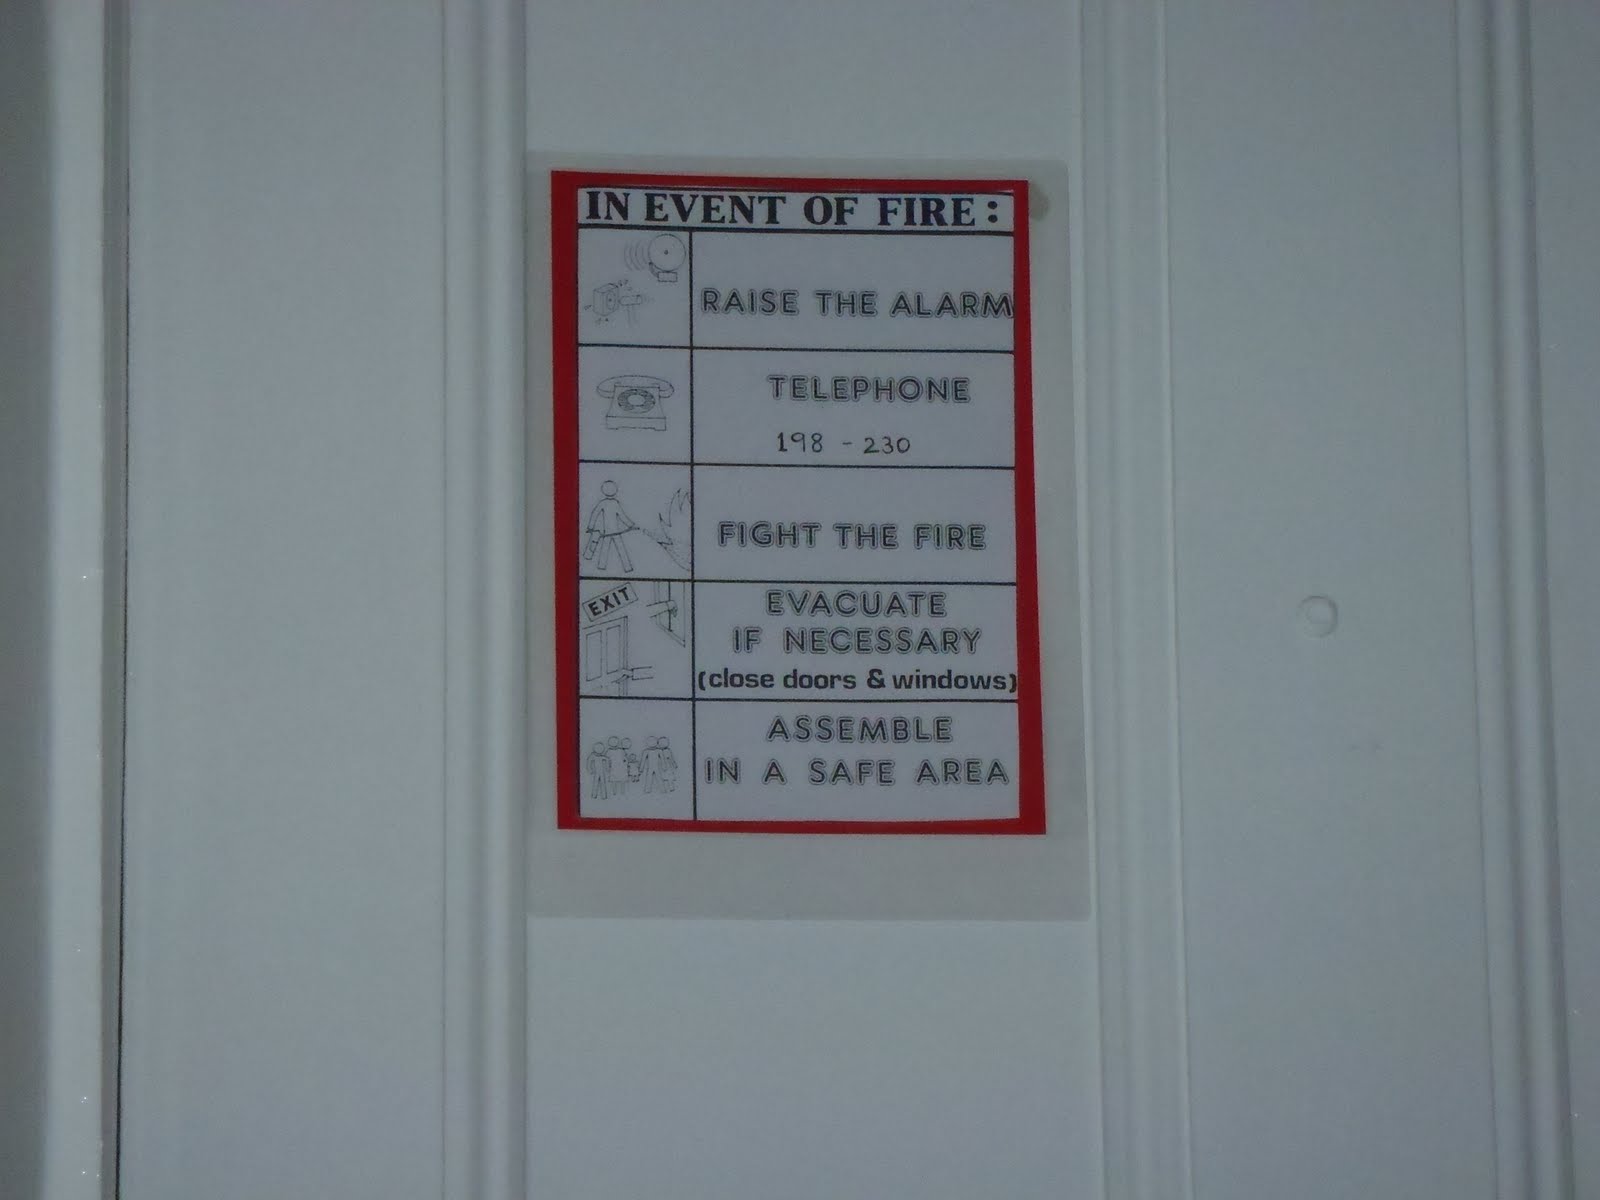 IN EVENT OF FIRE :
RAISE THE ALARM
TELEPHONE
198 - 230
FIGHT THE FIRE
EXIT
EVACUATE
IF NECESSARY
(close doors & windows)
ASSEMBLE
IN A SAFE AREA